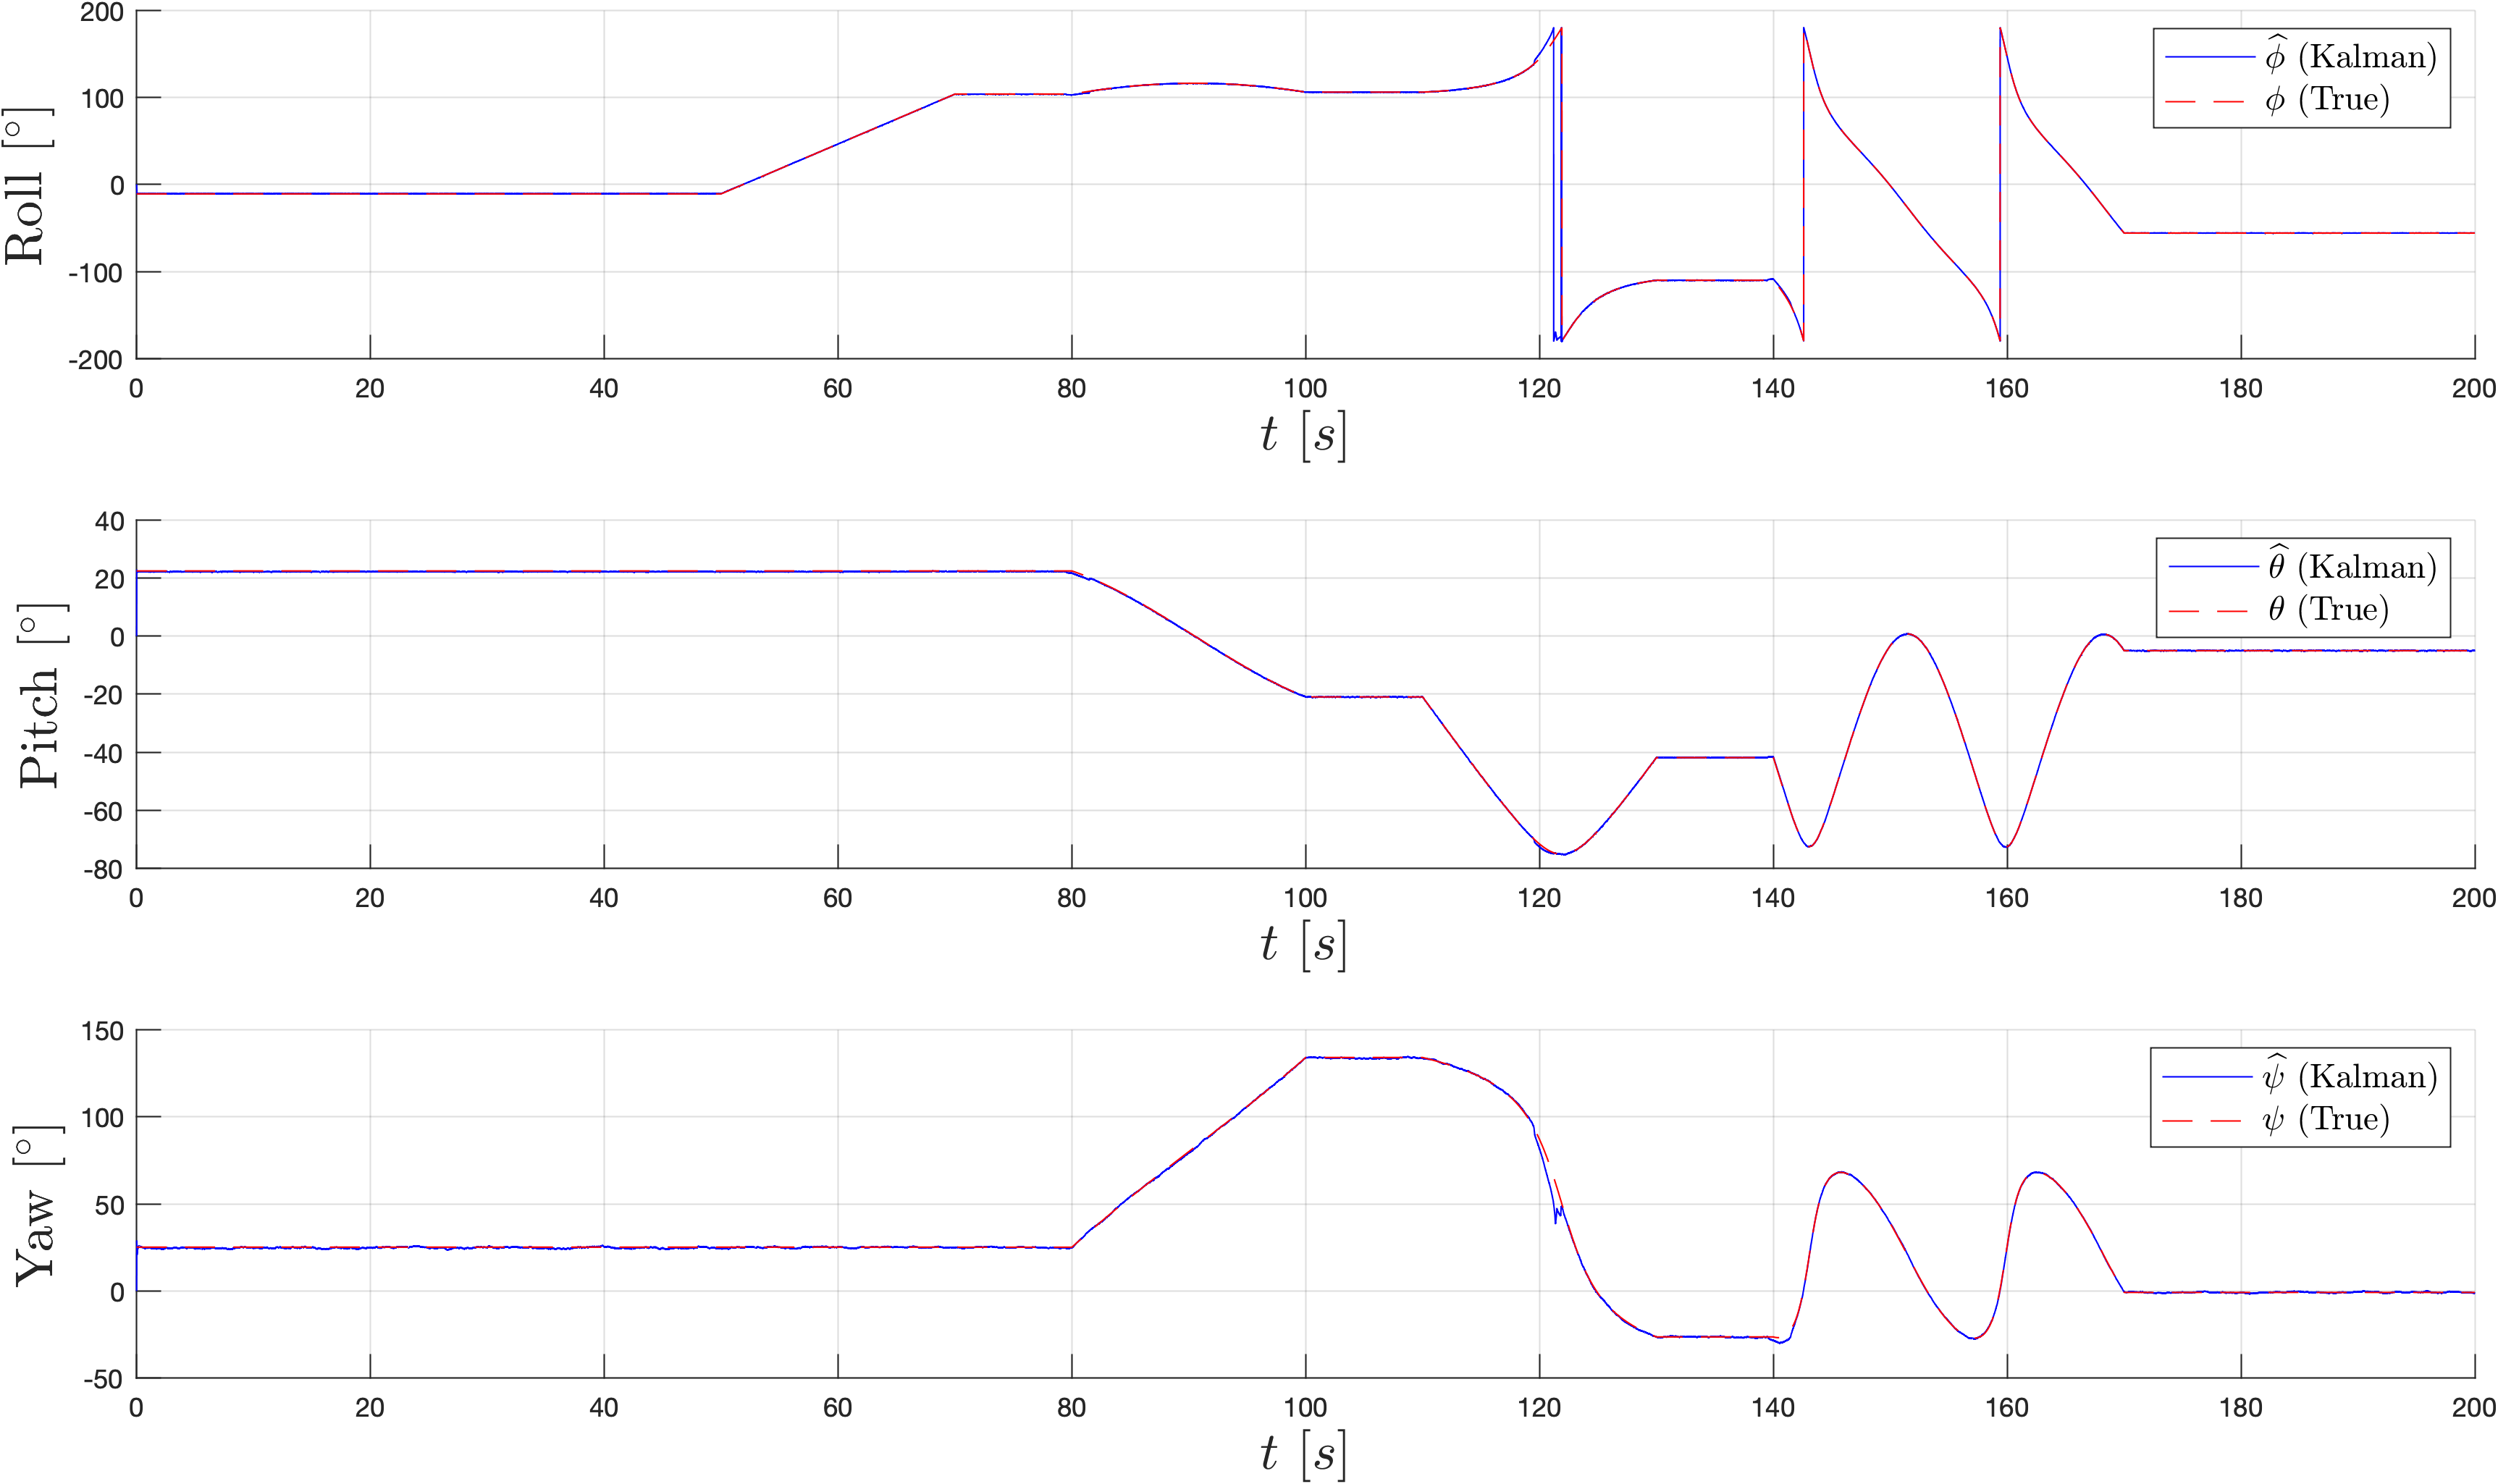 200
100
0
-100
-200
Roll [°]
0 20 40 60 80 100 120 140 160 180 200
t [s]
ϕ̂ (Kalman)
ϕ (True)
40
20
0
-20
-40
-60
-80
Pitch [°]
0 20 40 60 80 100 120 140 160 180 200
t [s]
θ̂ (Kalman)
θ (True)
150
100
50
0
-50
Yaw [°]
0 20 40 60 80 100 120 140 160 180 200
t [s]
ψ̂ (Kalman)
ψ (True)